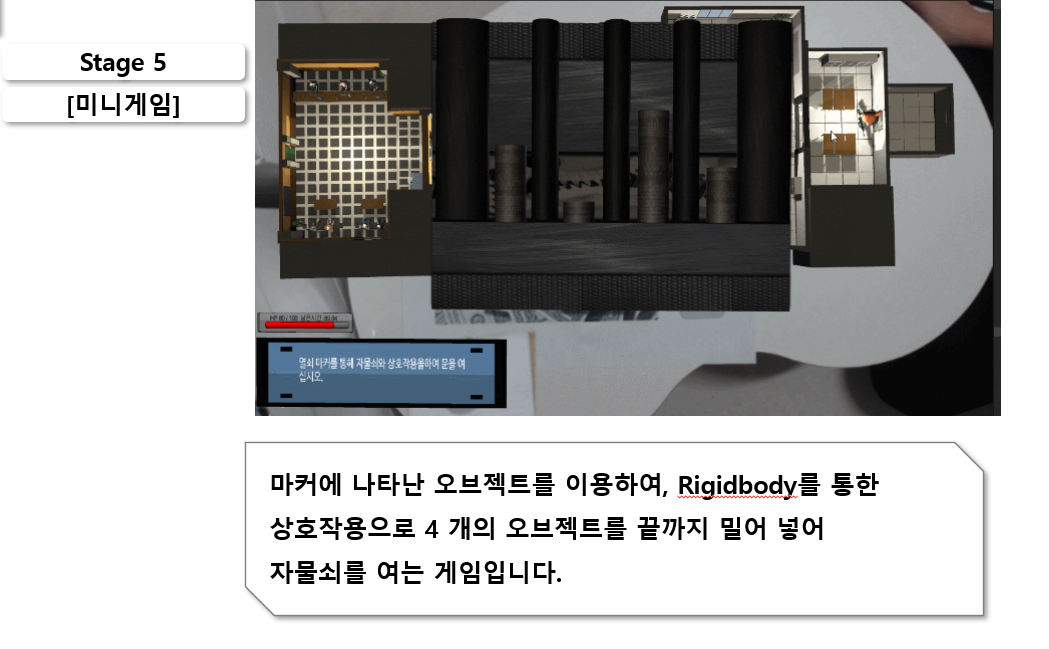 Stage 5
[미니게임]
HP 80 / 100 남은시간
열쇠 마커를 통해 자물쇠와 상호작용을하여 문을 여
십시오.
마커에 나타난 오브젝트를 이용하여, Rigidbody를 통한
상호작용으로 4 개의 오브젝트를 끝까지 밀어 넣어
자물쇠를 여는 게임입니다.